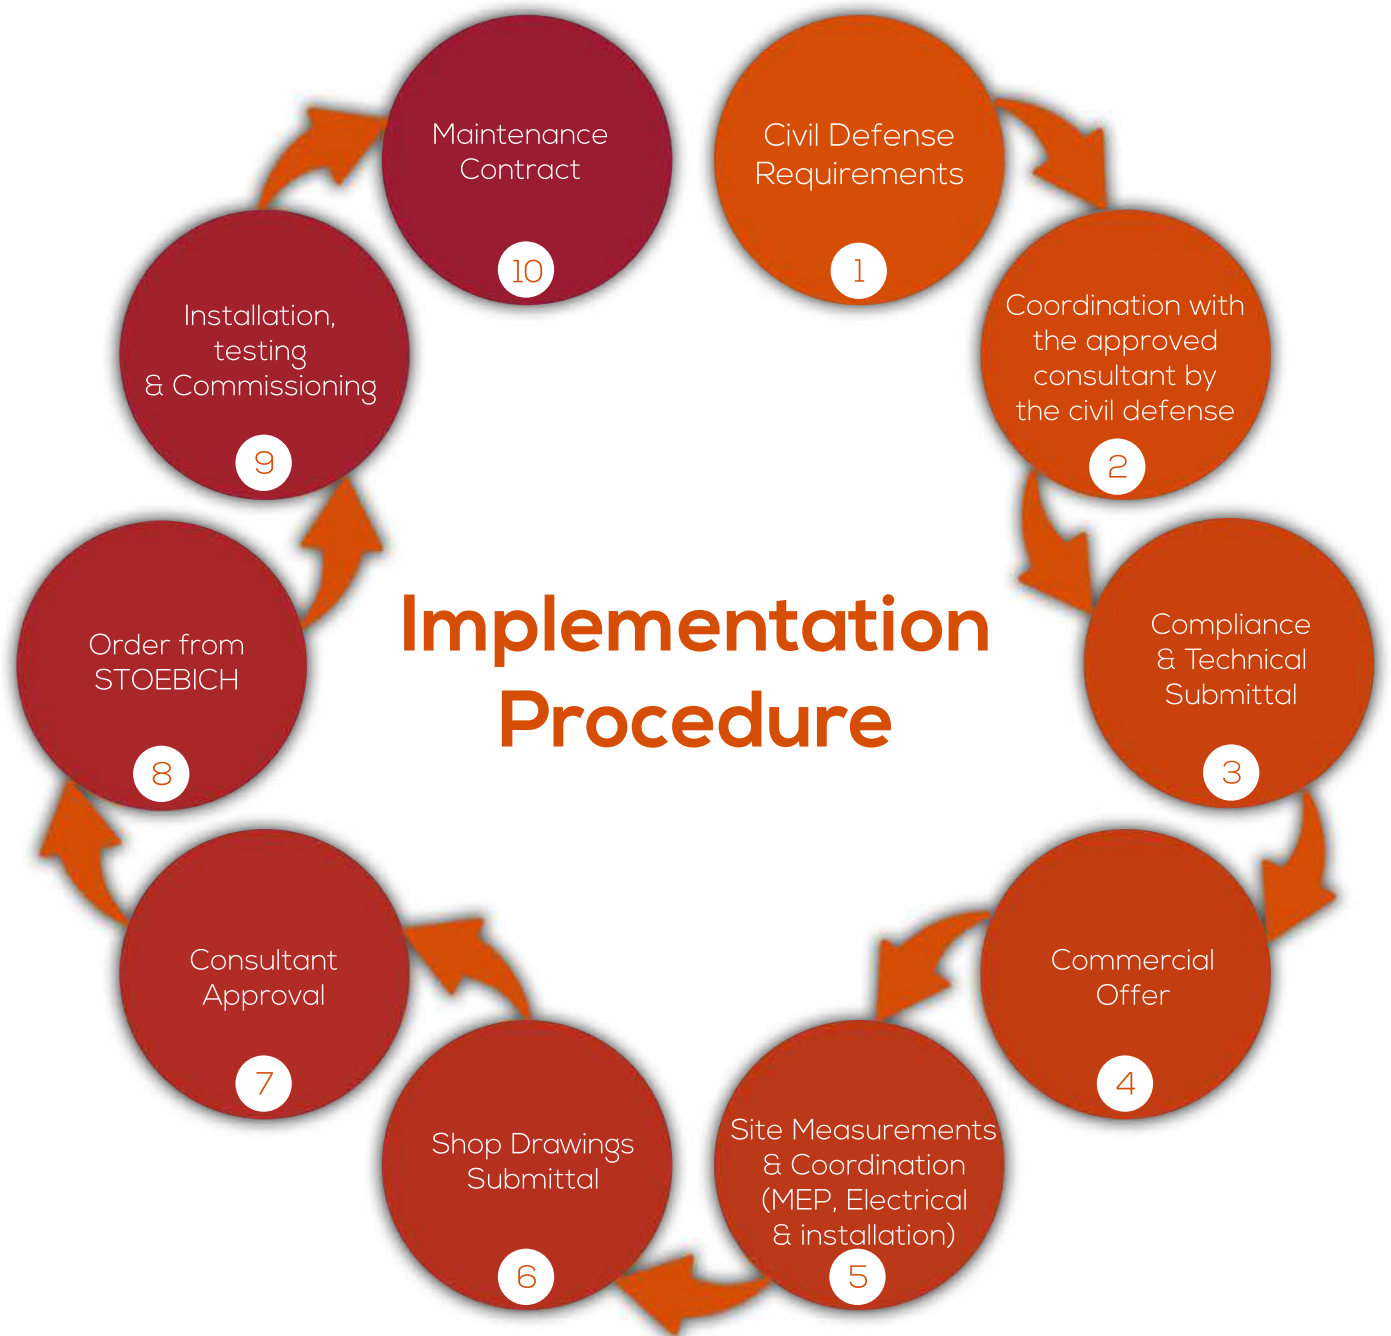 Implementation
Procedure
Civil Defense
Requirements
1
Coordination with
the approved
consultant by
the civil defense
2
Compliance
& Technical
Submittal
3
Commercial
Offer
4
Site Measurements
& Coordination
(MEP, Electrical
& installation)
5
Shop Drawings
Submittal
6
Consultant
Approval
7
Order from
STOEBICH
8
Installation,
testing
& Commissioning
9
Maintenance
Contract
10